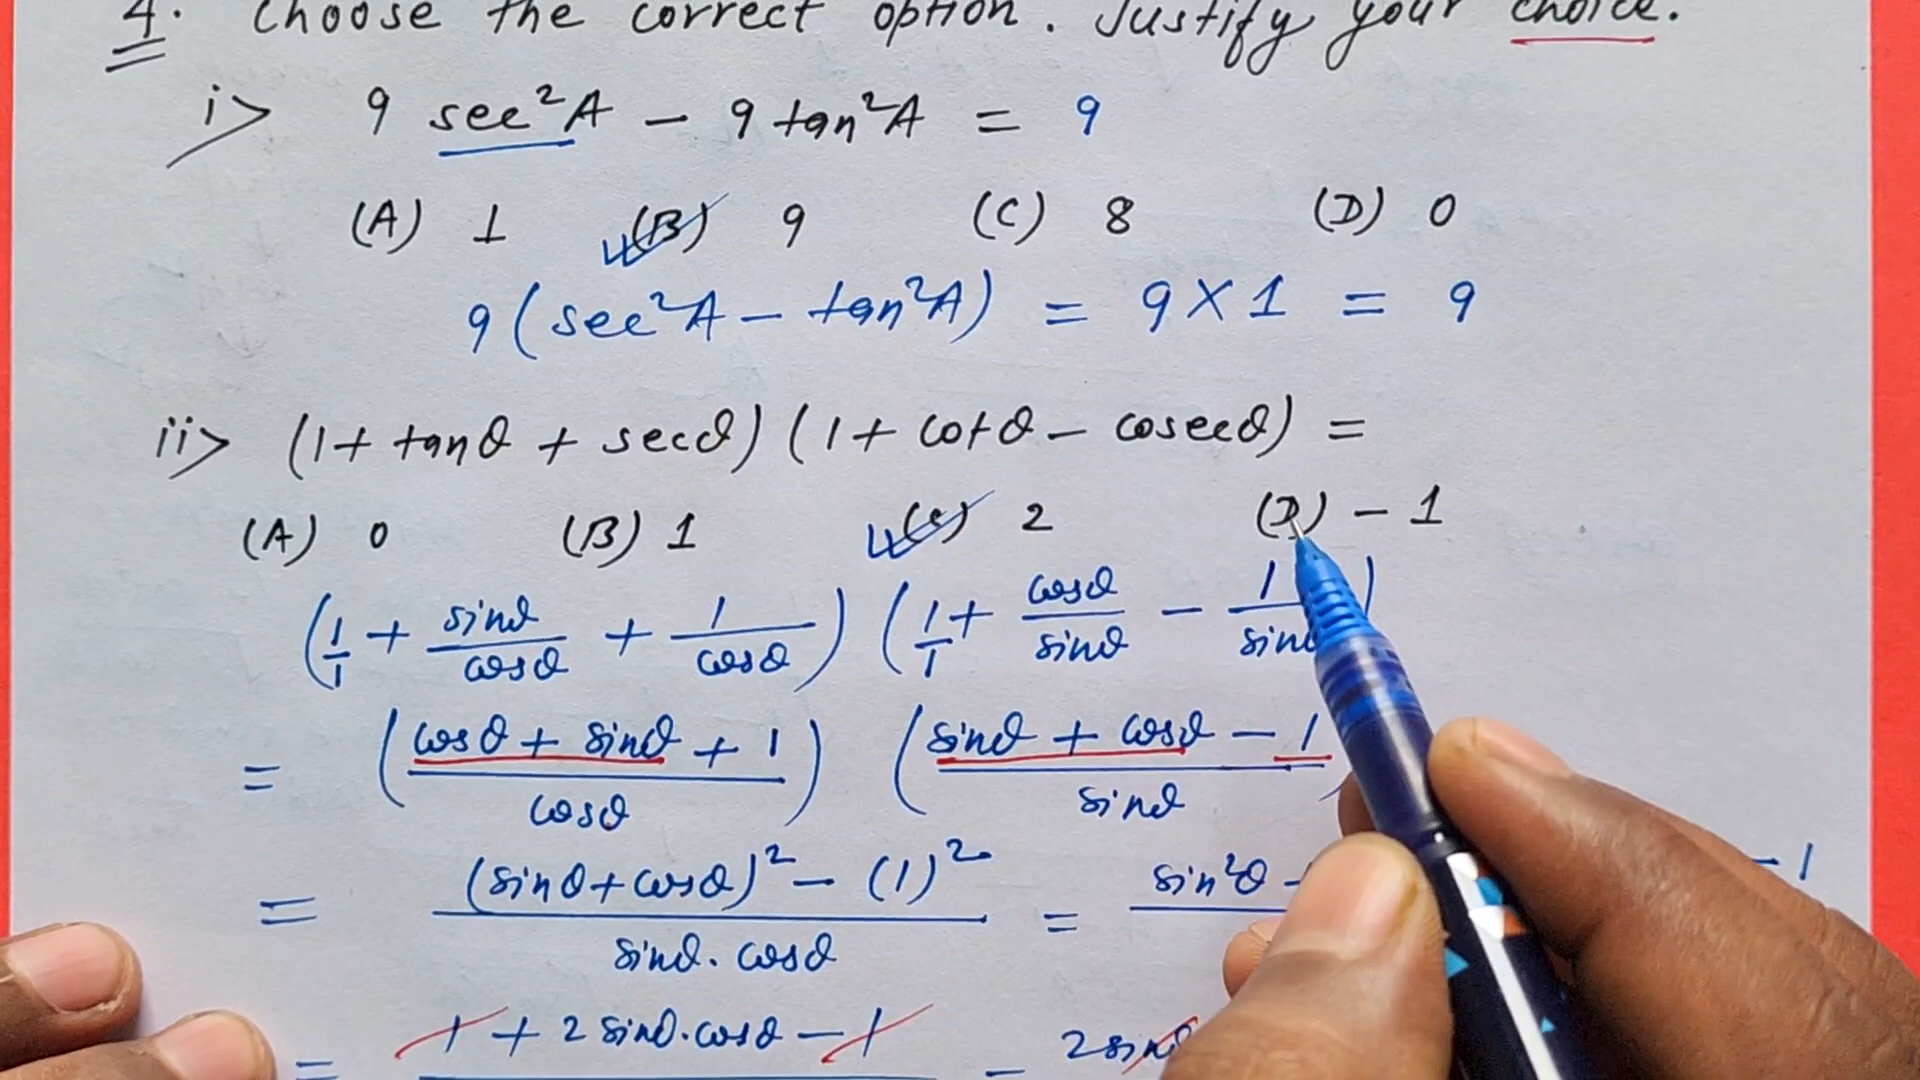 4. Choose the correct option. Justify your choice.
i> 9 sec²A - 9 tan²A = 9
(A) 1 (B) 9 (C) 8 (D) 0
9(sec²A - tan²A) = 9 X 1 = 9
ii> (1 + tanθ + secθ)(1 + cotθ - cosecθ) =
(A) 0 (B) 1 (C) 2 (D) -1
(1/1 + sinθ/cosθ + 1/cosθ) (1/1 + cosθ/sinθ - 1/sinθ)
= (cosθ + sinθ + 1 / cosθ) (sinθ + cosθ - 1 / sinθ)
= (sinθ + cosθ)² - (1)² / sinθ. cosθ = sin²θ - 1
= 1 + 2 sinθ.cosθ - 1 = 2 sinθ